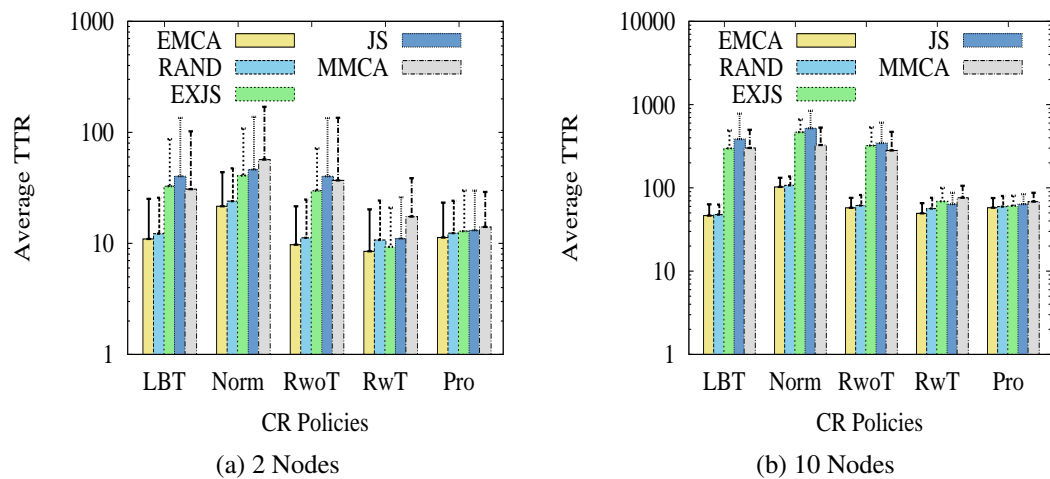 1000
100
10
1
Average TTR
EMCA
RAND
EXJS
JS
MMCA
LBT Norm RwoT RwT Pro
CR Policies
(a) 2 Nodes
10000
1000
100
10
1
Average TTR
EMCA
RAND
EXJS
JS
MMCA
LBT Norm RwoT RwT Pro
CR Policies
(b) 10 Nodes